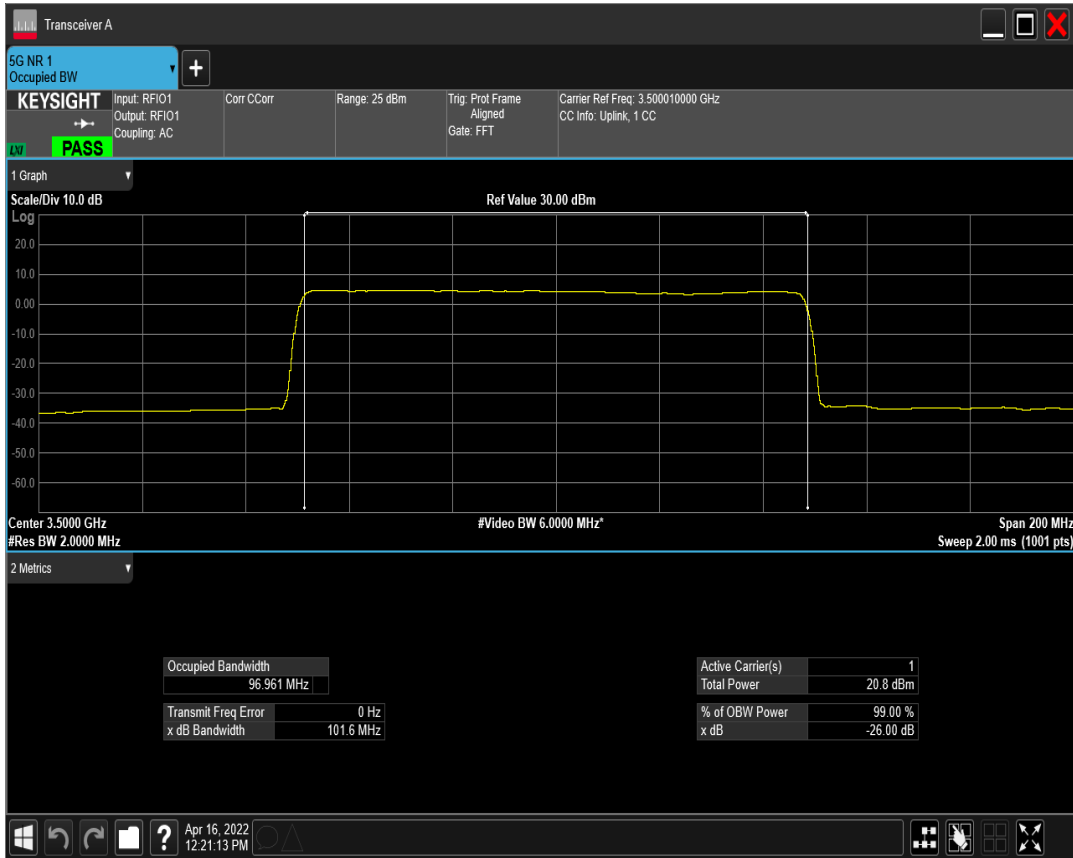 Transceiver A
5G NR 1
Occupied BW
+
KEYSIGHT
LXI
PASS
Input: RFIO1
Output: RFIO1
Coupling: AC
Corr CCorr
Range: 25 dBm
Trig: Prot Frame
Aligned
Gate: FFT
Carrier Ref Freq: 3.500010000 GHz
CC Info: Uplink, 1 CC
1 Graph
Scale/Div 10.0 dB
Ref Value 30.00 dBm
Log
20.0
10.0
0.00
-10.0
-20.0
-30.0
-40.0
-50.0
-60.0
Center 3.5000 GHz
#Video BW 6.0000 MHz*
Span 200 MHz
#Res BW 2.0000 MHz
Sweep 2.00 ms (1001 pts)
2 Metrics
Occupied Bandwidth
96.961 MHz
Transmit Freq Error 0 Hz
x dB Bandwidth 101.6 MHz
Active Carrier(s) 1
Total Power 20.8 dBm
% of OBW Power 99.00 %
x dB -26.00 dB
?
Apr 16, 2022
12:21:13 PM